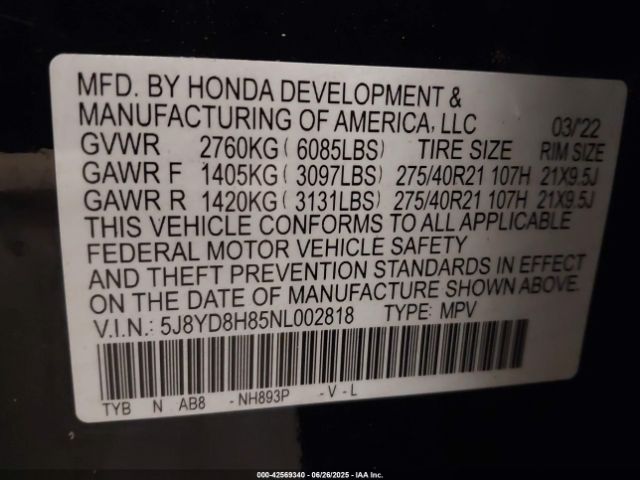 MFD. BY HONDA DEVELOPMENT &
MANUFACTURING OF AMERICA, LLC 03/'22
GVWR 2760KG ( 6085LBS) TIRE SIZE RIM SIZE
GAWR F 1405KG ( 3097LBS) 275/40R21 107H 21X9.5J
GAWR R 1420KG ( 3131LBS) 275/40R21 107H 21X9.5J
THIS VEHICLE CONFORMS TO ALL APPLICABLE
FEDERAL MOTOR VEHICLE SAFETY
AND THEFT PREVENTION STANDARDS IN EFFECT
ON THE DATE OF MANUFACTURE SHOWN ABOVE.
V.I.N.: 5J8YD8H85NL002818 TYPE: MPV
TYB N AB8 - NH893P - V - L
000-42569340 - 06/26/2025 - IAA Inc.